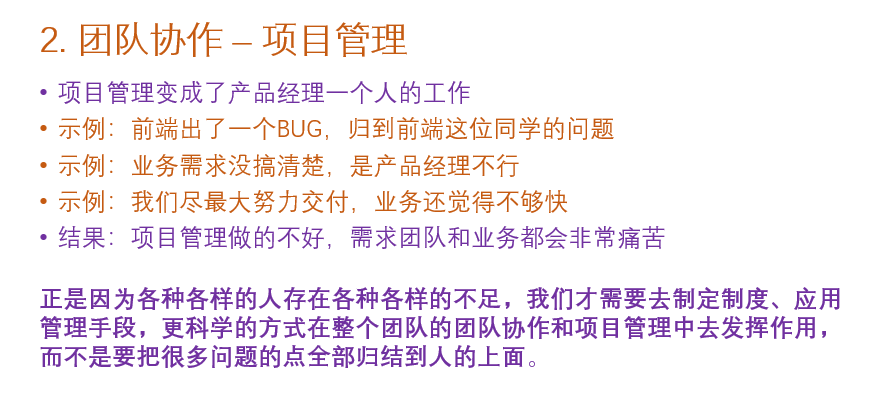 2. 团队协作 – 项目管理
• 项目管理变成了产品经理一个人的工作
• 示例：前端出了一个BUG，归到前端这位同学的问题
• 示例：业务需求没搞清楚，是产品经理不行
• 示例：我们尽最大努力交付，业务还觉得不够快
• 结果：项目管理做的不好，需求团队和业务都会非常痛苦
正是因为各种各样的人存在各种各样的不足，我们才需要去制定制度、应用
管理手段，更科学的方式在整个团队的团队协作和项目管理中去发挥作用，
而不是要把很多问题的点全部归结到人的上面。